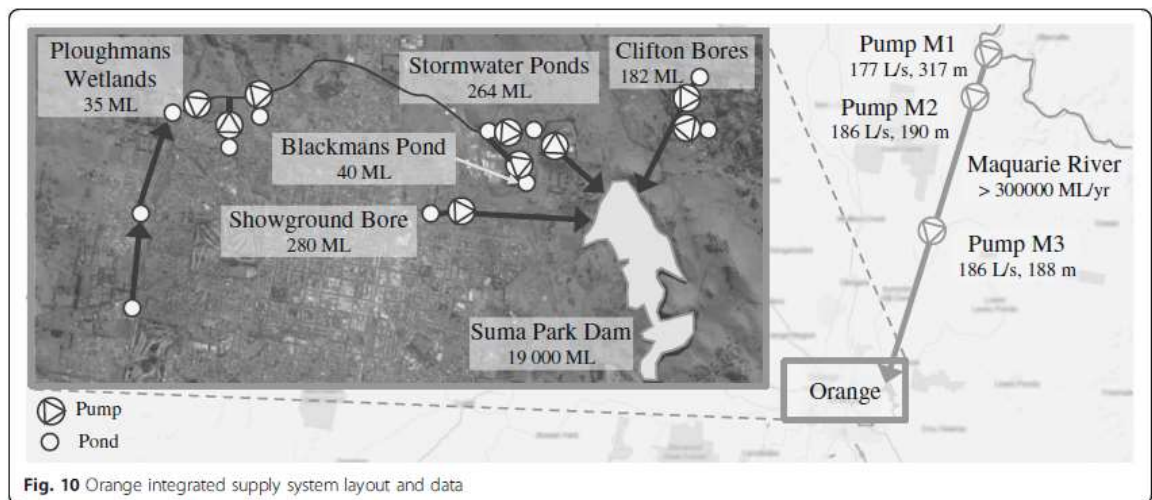 Ploughmans
Wetlands
35 ML
Stormwater Ponds
264 ML
Clifton Bores
182 ML
Blackmans Pond
40 ML
Showground Bore
280 ML
Suma Park Dam
19 000 ML
Pump M1
177 L/s, 317 m
Pump M2
186 L/s, 190 m
Maquarie River
> 300000 ML/yr
Pump M3
186 L/s, 188 m
Orange
Pump
Pond
Fig. 10 Orange integrated supply system layout and data